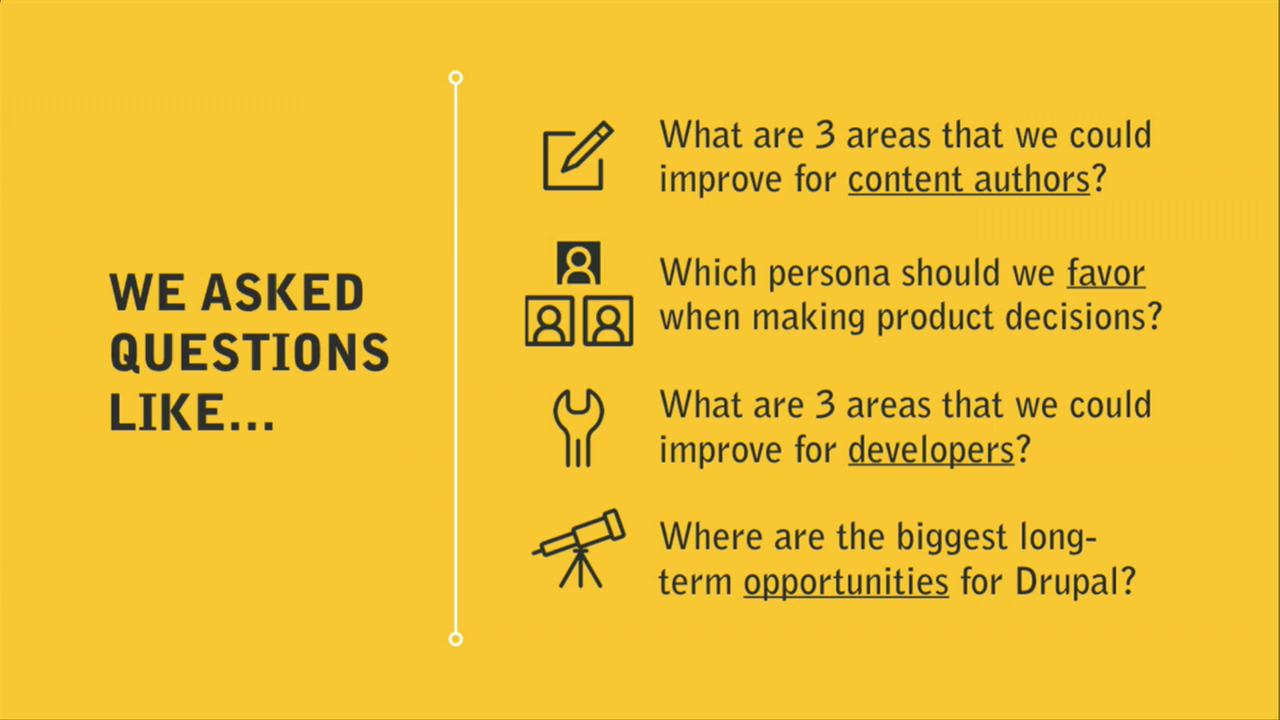 WE ASKED
QUESTIONS
LIKE...
What are 3 areas that we could
improve for content authors?
Which persona should we favor
when making product decisions?
What are 3 areas that we could
improve for developers?
Where are the biggest long-
term opportunities for Drupal?